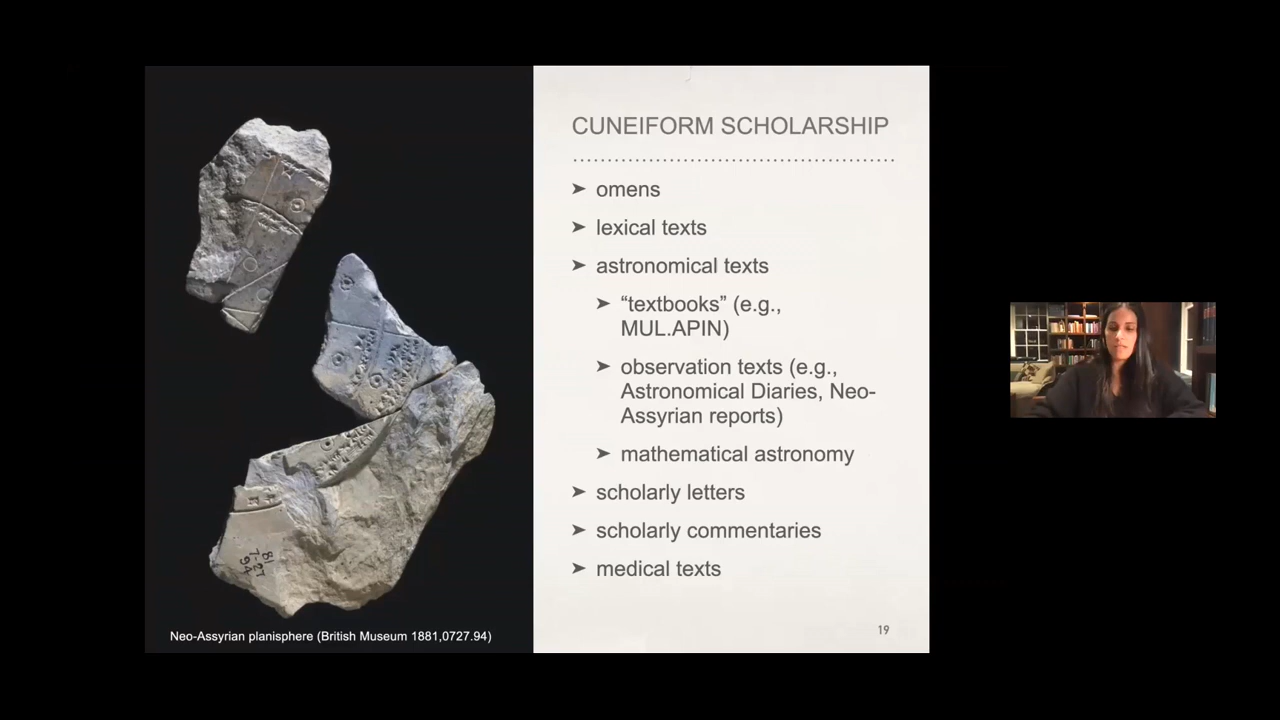 CUNEIFORM SCHOLARSHIP
➤ omens
➤ lexical texts
➤ astronomical texts
➤ “textbooks” (e.g.,
MUL.APIN)
➤ observation texts (e.g.,
Astronomical Diaries, Neo-
Assyrian reports)
➤ mathematical astronomy
➤ scholarly letters
➤ scholarly commentaries
➤ medical texts
81-
7-27
94
Neo-Assyrian planisphere (British Museum 1881,0727.94)
19